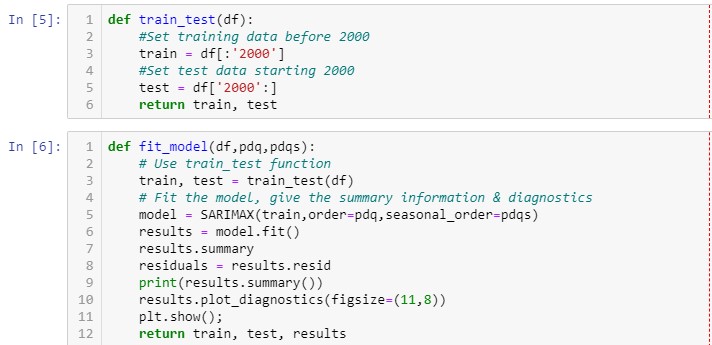 In [5]:
1 def train_test(df):
2     #Set training data before 2000
3     train = df[:'2000']
4     #Set test data starting 2000
5     test = df['2000':]
6     return train, test
In [6]:
1 def fit_model(df,pdq,pdqs):
2     # Use train_test function
3     train, test = train_test(df)
4     # Fit the model, give the summary information & diagnostics
5     model = SARIMAX(train,order=pdq,seasonal_order=pdqs)
6     results = model.fit()
7     results.summary
8     residuals = results.resid
9     print(results.summary())
10     results.plot_diagnostics(figsize=(11,8))
11     plt.show();
12     return train, test, results